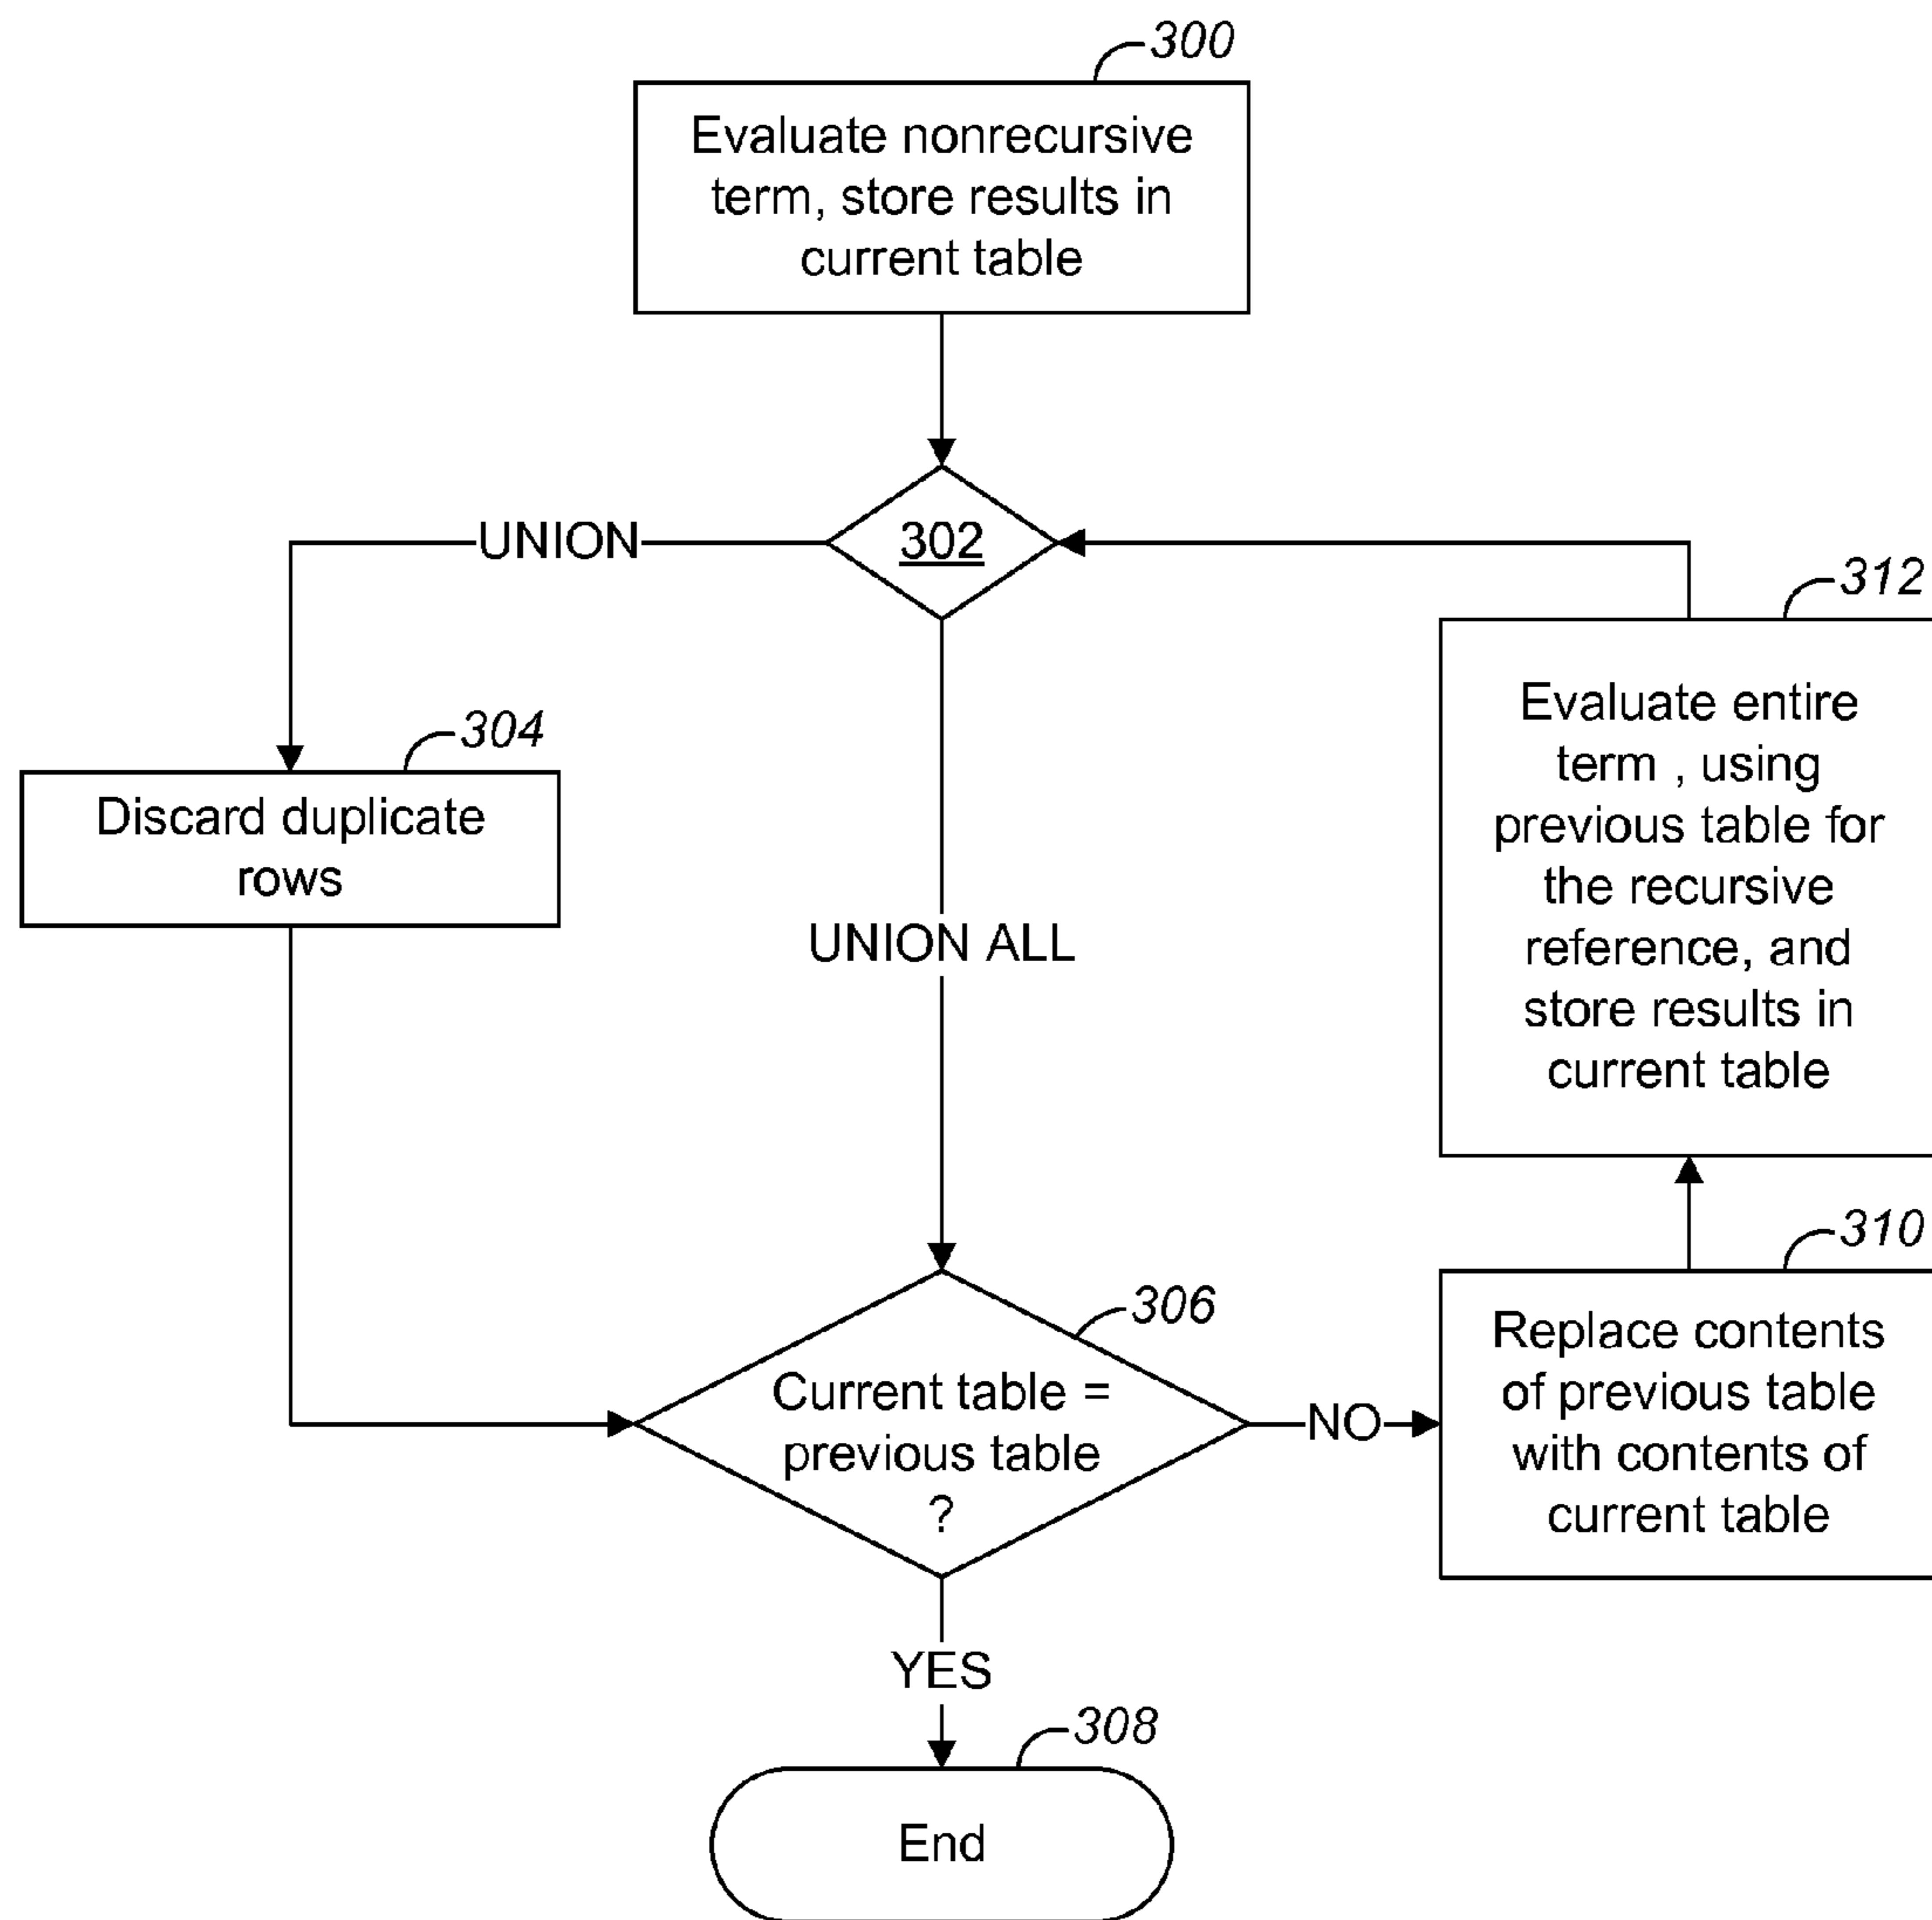 300
Evaluate nonrecursive
term, store results in
current table
302
UNION
312
Evaluate entire
term , using
previous table for
the recursive
reference, and
store results in
current table
304
Discard duplicate
rows
UNION ALL
306
Current table =
previous table
?
NO
310
Replace contents
of previous table
with contents of
current table
YES
308
End